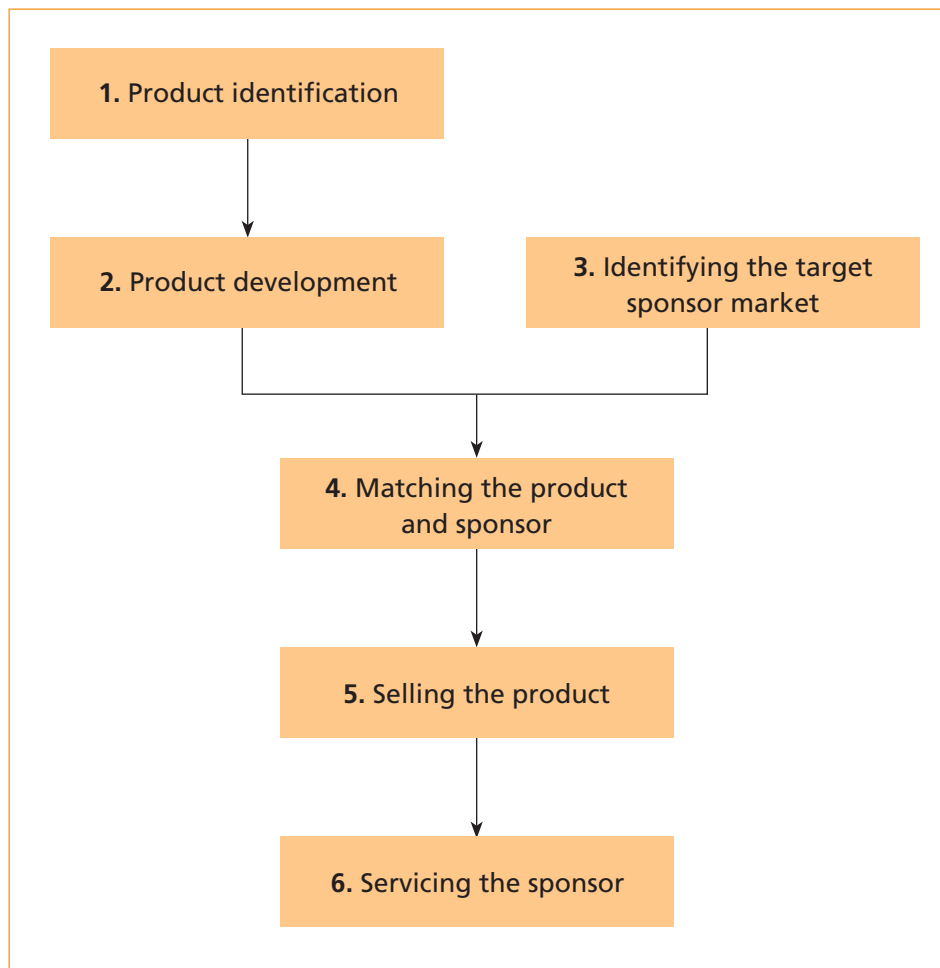 1. Product identification
2. Product development
3. Identifying the target
sponsor market
4. Matching the product
and sponsor
5. Selling the product
6. Servicing the sponsor